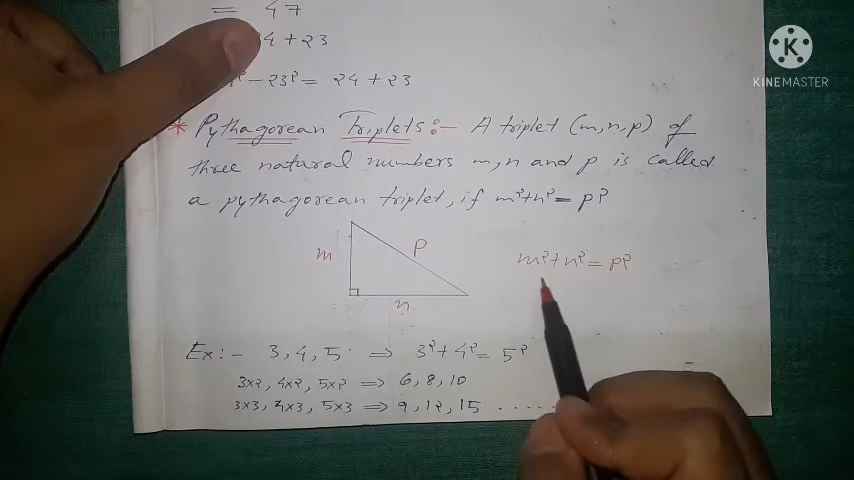 = 47
24 + 23
² - 23² = 24 + 23
* Pythagorean Triplets :- A triplet (m, n, p) of
three natural numbers m, n and p is called
a pythagorean triplet, if m² + n² = p²
m
p
n
m² + n² = p²
Ex :- 3, 4, 5 ⇒ 3² + 4² = 5²
3×2, 4×2, 5×2 ⇒ 6, 8, 10
3×3, 4×3, 5×3 ⇒ 9, 12, 15 .....
K
KINEMASTER